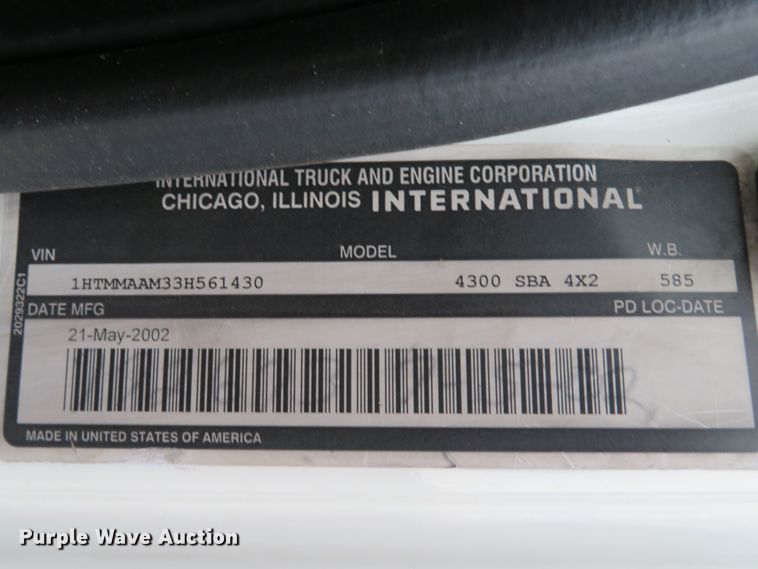 INTERNATIONAL TRUCK AND ENGINE CORPORATION
CHICAGO, ILLINOIS INTERNATIONAL
VIN MODEL W.B.
1HTMMAAM33H561430 4300 SBA 4X2 585
DATE MFG PD LOC-DATE
21-May-2002
MADE IN UNITED STATES OF AMERICA
2029322C1
Purple Wave Auction